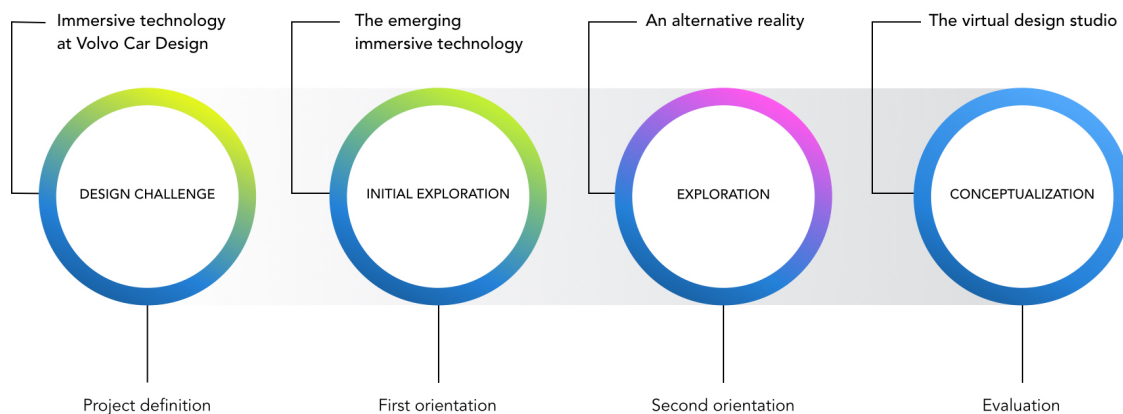 Immersive technology
at Volvo Car Design
The emerging
immersive technology
An alternative reality
The virtual design studio
DESIGN CHALLENGE
INITIAL EXPLORATION
EXPLORATION
CONCEPTUALIZATION
Project definition
First orientation
Second orientation
Evaluation